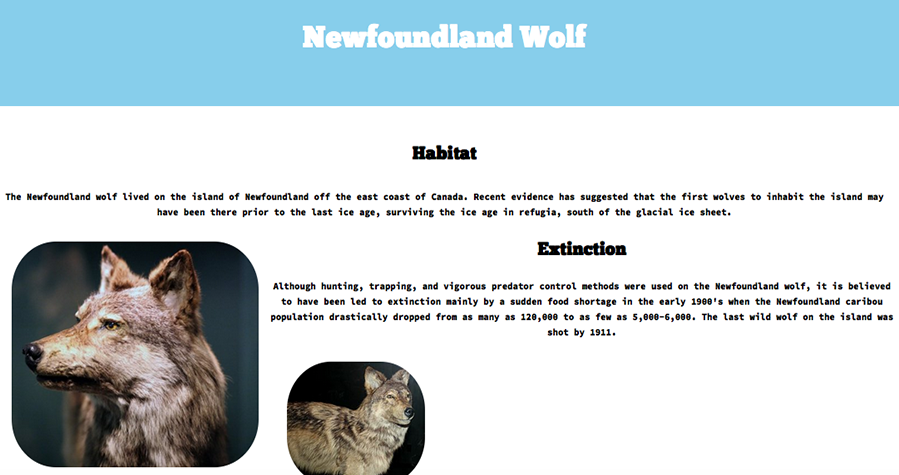 Newfoundland Wolf
Habitat
The Newfoundland wolf lived on the island of Newfoundland off the east coast of Canada. Recent evidence has suggested that the first wolves to inhabit the island may
have been there prior to the last ice age, surviving the ice age in refugia, south of the glacial ice sheet.
Extinction
Although hunting, trapping, and vigorous predator control methods were used on the Newfoundland wolf, it is believed
to have been led to extinction mainly by a sudden food shortage in the early 1900's when the Newfoundland caribou
population drastically dropped from as many as 120,000 to as few as 5,000-6,000. The last wild wolf on the island was
shot by 1911.